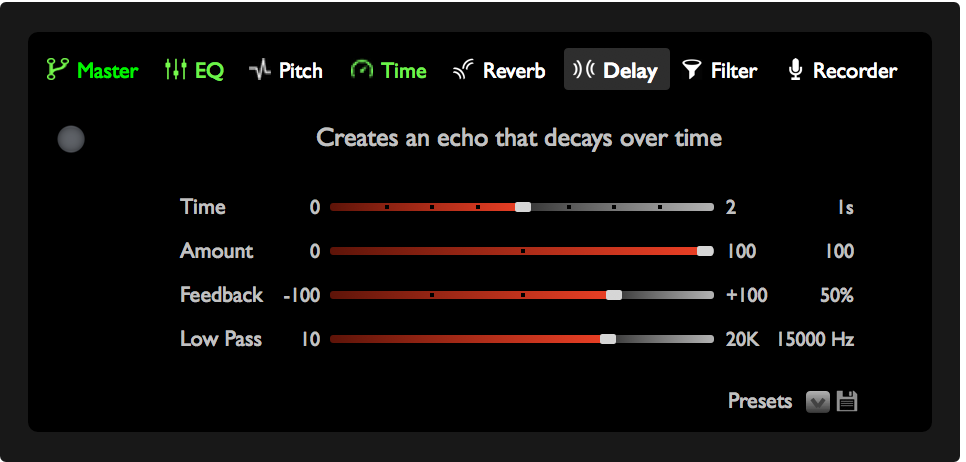 Master EQ Pitch Time Reverb Delay Filter Recorder
Creates an echo that decays over time
Time 0 2 1s
Amount 0 100 100
Feedback -100 +100 50%
Low Pass 10 20K 15000 Hz
Presets